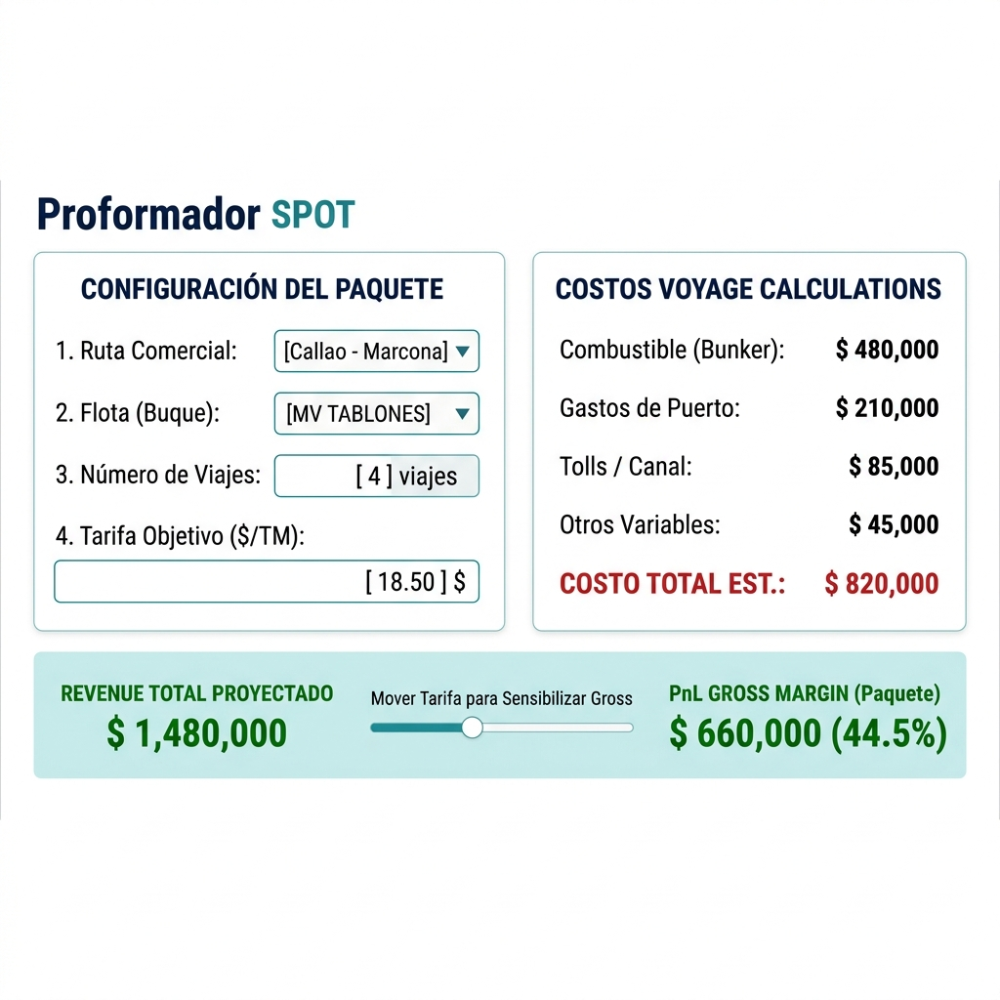 Proformador SPOT
CONFIGURACIÓN DEL PAQUETE
1. Ruta Comercial: [Callao - Marcona]
2. Flota (Buque): [MV TABLONES]
3. Número de Viajes: [ 4 ] viajes
4. Tarifa Objetivo ($/TM):
[ 18.50 ] $
COSTOS VOYAGE CALCULATIONS
Combustible (Bunker): $ 480,000
Gastos de Puerto: $ 210,000
Tolls / Canal: $ 85,000
Otros Variables: $ 45,000
COSTO TOTAL EST.: $ 820,000
REVENUE TOTAL PROYECTADO
$ 1,480,000
Mover Tarifa para Sensibilizar Gross
PnL GROSS MARGIN (Paquete)
$ 660,000 (44.5%)